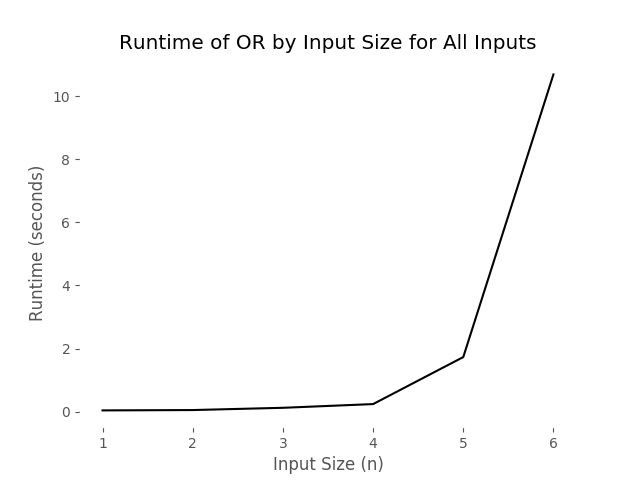 Runtime of OR by Input Size for All Inputs
10
8
6
4
2
0
Runtime (seconds)
1 2 3 4 5 6
Input Size (n)